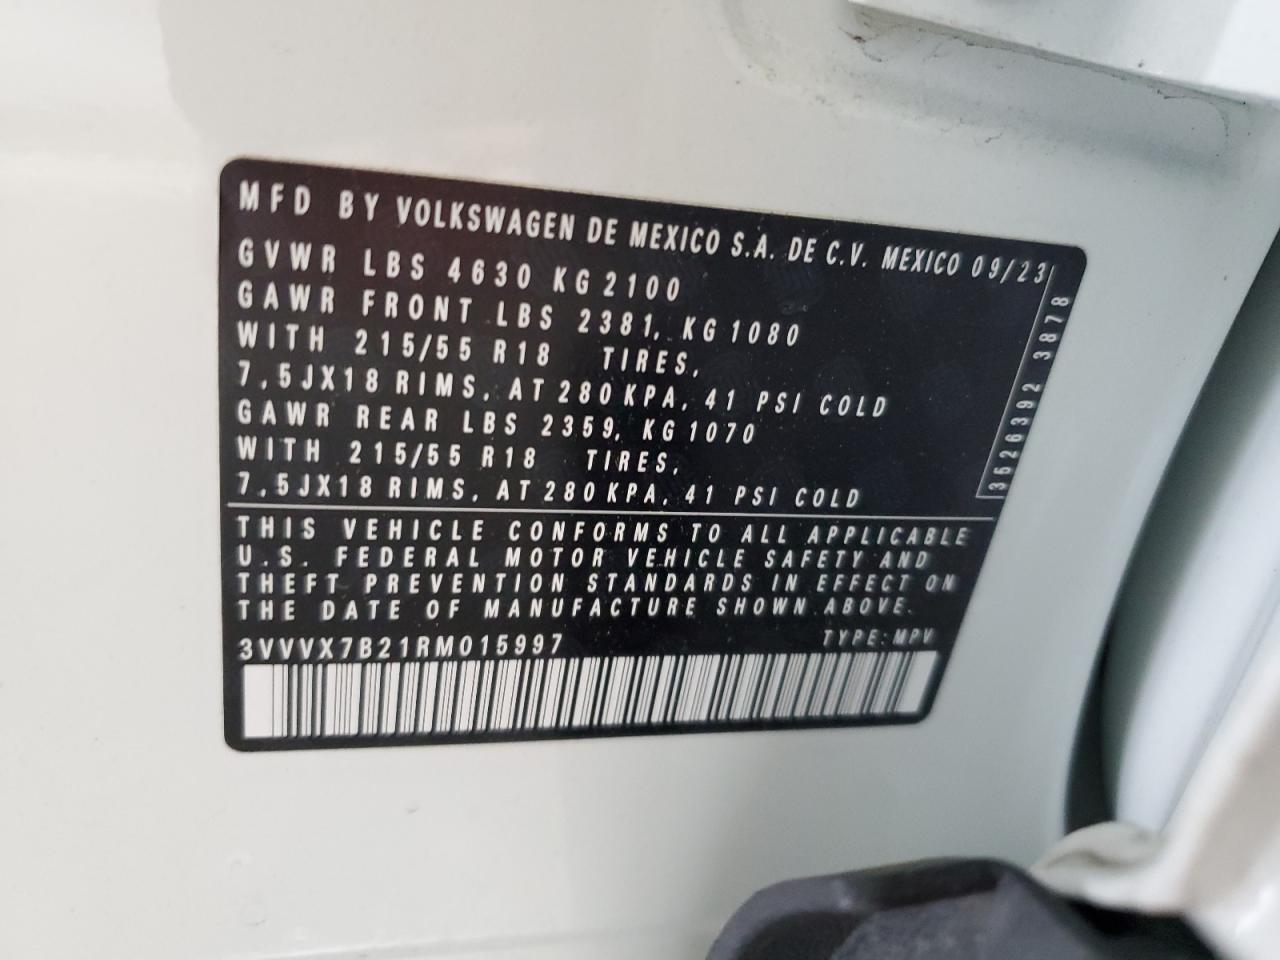 MFD BY VOLKSWAGEN DE MEXICO S.A. DE C.V. MEXICO 09/23
GVWR LBS 4630 KG 2100
GAWR FRONT LBS 2381, KG 1080
WITH 215/55 R18 TIRES,
7,5JX18 RIMS, AT 280 KPA, 41 PSI COLD
GAWR REAR LBS 2359, KG 1070
WITH 215/55 R18 TIRES,
7,5JX18 RIMS, AT 280 KPA, 41 PSI COLD
3526392 3878
THIS VEHICLE CONFORMS TO ALL APPLICABLE
U.S. FEDERAL MOTOR VEHICLE SAFETY AND
THEFT PREVENTION STANDARDS IN EFFECT ON
THE DATE OF MANUFACTURE SHOWN ABOVE.
3VVVX7B21RM015997 TYPE: MPV